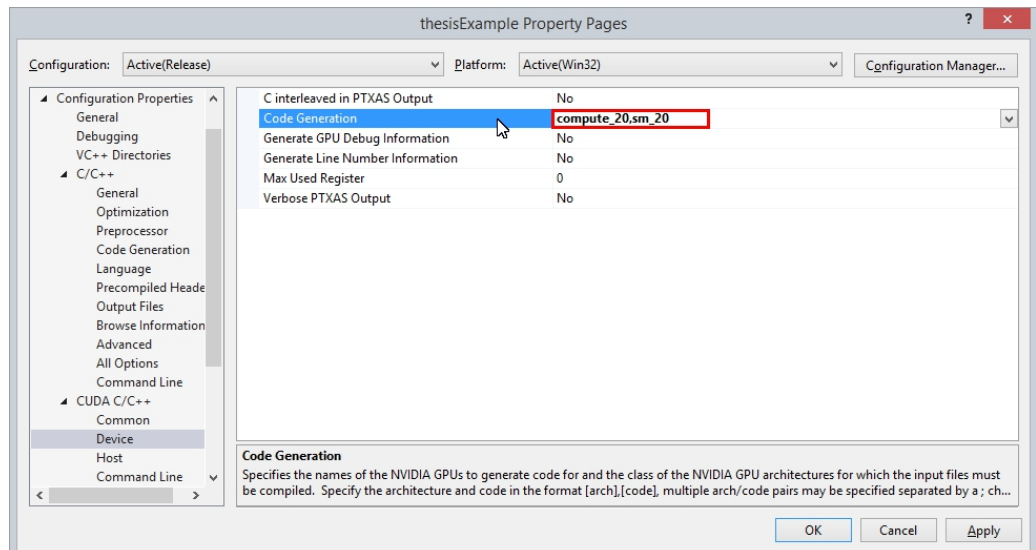 thesisExample Property Pages
? ×
Configuration: Active(Release) Platform: Active(Win32) Configuration Manager...
Configuration Properties
General
Debugging
VC++ Directories
C/C++
General
Optimization
Preprocessor
Code Generation
Language
Precompiled Heade
Output Files
Browse Information
Advanced
All Options
Command Line
CUDA C/C++
Common
Device
Host
Command Line
C interleaved in PTXAS Output No
Code Generation compute_20,sm_20
Generate GPU Debug Information No
Generate Line Number Information No
Max Used Register 0
Verbose PTXAS Output No
Code Generation
Specifies the names of the NVIDIA GPUs to generate code for and the class of the NVIDIA GPU architectures for which the input files must
be compiled. Specify the architecture and code in the format [arch],[code], multiple arch/code pairs may be specified separated by a ; ch...
OK Cancel Apply